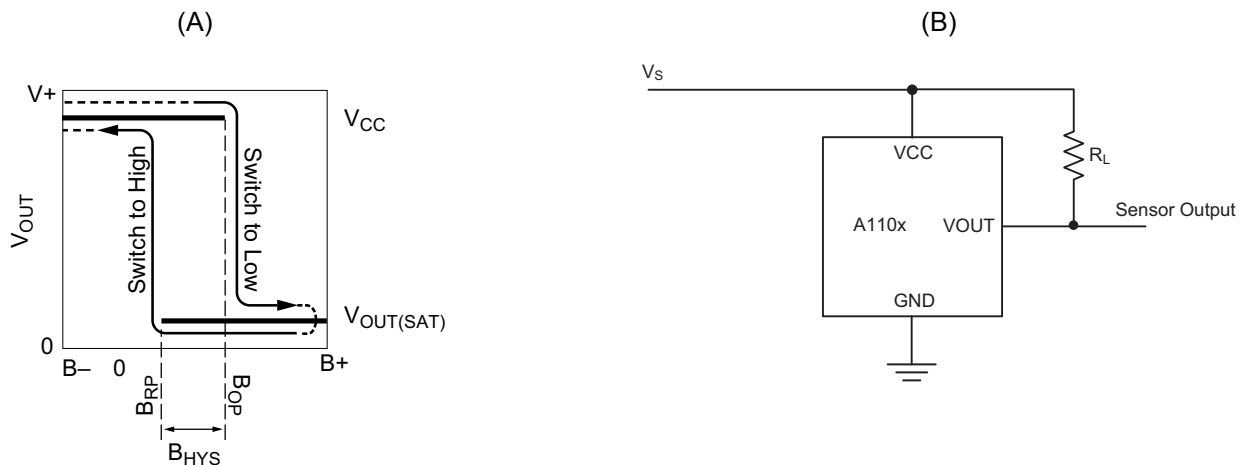 (A)
(B)
V+
VCC
Switch to High
Switch to Low
VOUT
VOUT(SAT)
0
B– 0 B+
BRP
BOP
BHYS
VS
VCC
RL
A110x VOUT
Sensor Output
GND